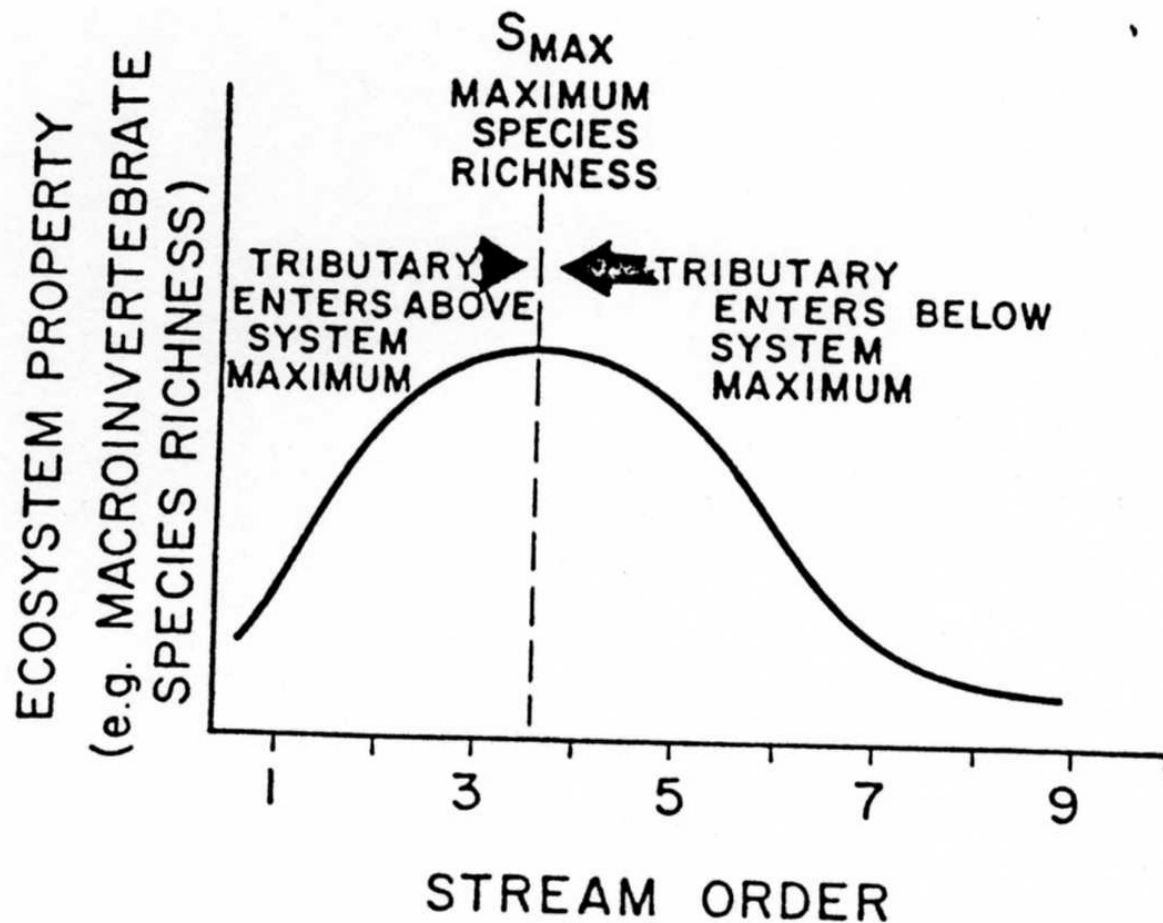 SMAX
MAXIMUM
SPECIES
RICHNESS
TRIBUTARY
ENTERS ABOVE
SYSTEM
MAXIMUM
TRIBUTARY
ENTERS BELOW
SYSTEM
MAXIMUM
ECOSYSTEM PROPERTY
(e.g. MACROINVERTEBRATE
SPECIES RICHNESS)
1 3 5 7 9
STREAM ORDER